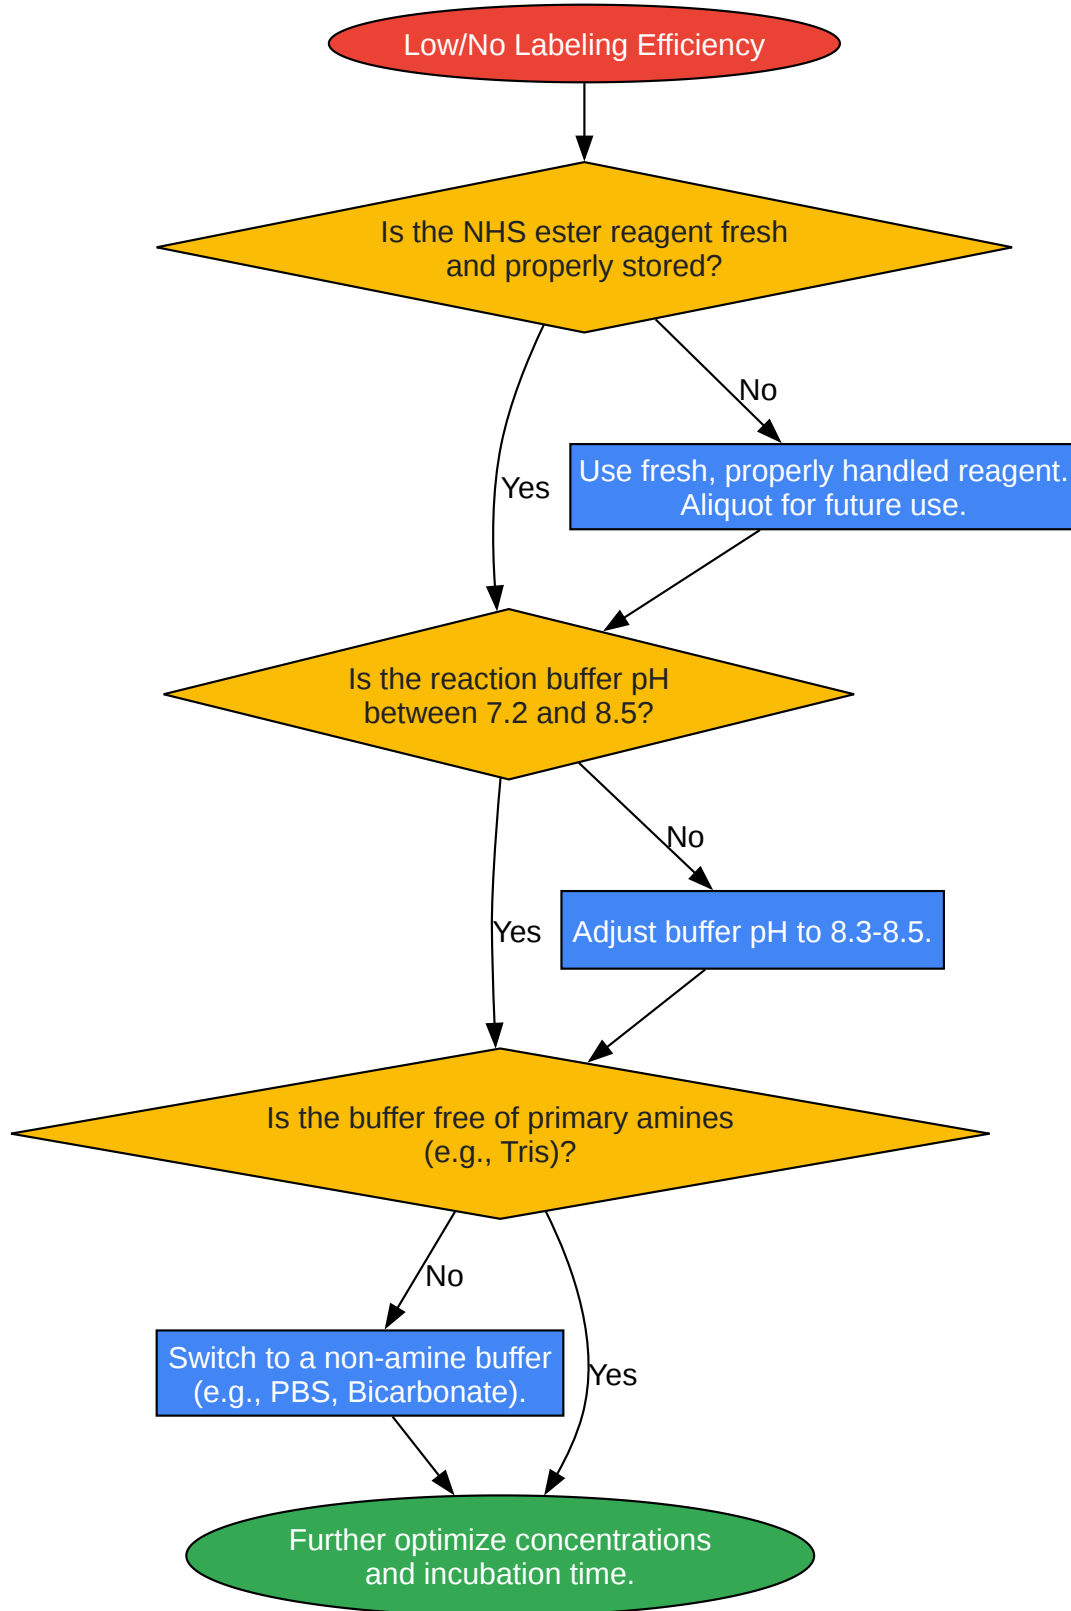 Low/No Labeling Efficiency
Is the NHS ester reagent fresh
and properly stored?
No
Use fresh, properly handled reagent.
Aliquot for future use.
Yes
Is the reaction buffer pH
between 7.2 and 8.5?
No
Yes
Adjust buffer pH to 8.3-8.5.
Is the buffer free of primary amines
(e.g., Tris)?
No
Switch to a non-amine buffer
(e.g., PBS, Bicarbonate).
Yes
Further optimize concentrations
and incubation time.